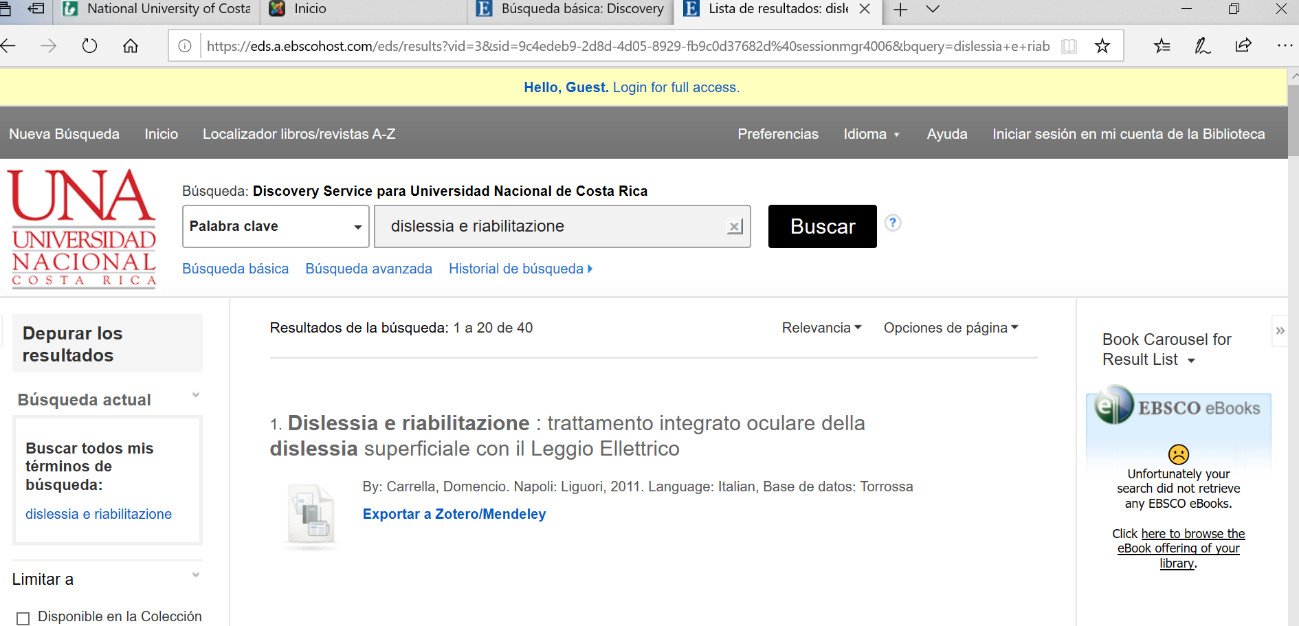 National University of Costa
Inicio
Búsqueda básica: Discovery
Lista de resultados: disle
https://eds.a.ebscohost.com/eds/results?vid=3&sid=9c4edeb9-2d8d-4d05-8929-fb9c0d37682d%40sessionmgr4006&bquery=dislessia+e+riab
Hello, Guest. Login for full access.
Nueva Búsqueda Inicio Localizador libros/revistas A-Z Preferencias Idioma Ayuda Iniciar sesión en mi cuenta de la Biblioteca
UNA
UNIVERSIDAD
NACIONAL
COSTA RICA
Búsqueda: Discovery Service para Universidad Nacional de Costa Rica
Palabra clave dislessia e riabilitazione Buscar ?
Búsqueda básica Búsqueda avanzada Historial de búsqueda
Depurar los
resultados
Búsqueda actual
Buscar todos mis
términos de
búsqueda:
dislessia e riabilitazione
Limitar a
Disponible en la Colección
Resultados de la búsqueda: 1 a 20 de 40 Relevancia Opciones de página
1. Dislessia e riabilitazione : trattamento integrato oculare della
dislessia superficiale con il Leggio Ellettrico
By: Carrella, Domencio. Napoli: Liguori, 2011. Language: Italian, Base de datos: Torrossa
Exportar a Zotero/Mendeley
Book Carousel for
Result List
e EBSCO eBooks
Unfortunately your
search did not retrieve
any EBSCO eBooks.
Click here to browse the
eBook offering of your
library.